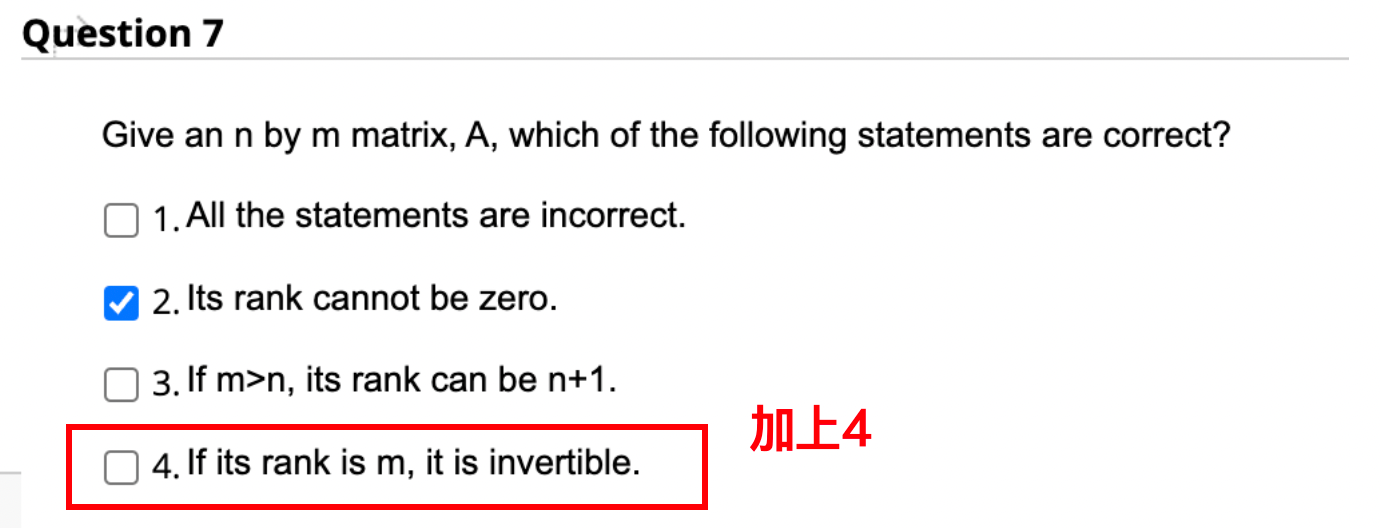 Question 7
Give an n by m matrix, A, which of the following statements are correct?
1. All the statements are incorrect.
2. Its rank cannot be zero.
3. If m>n, its rank can be n+1.
加上4
4. If its rank is m, it is invertible.